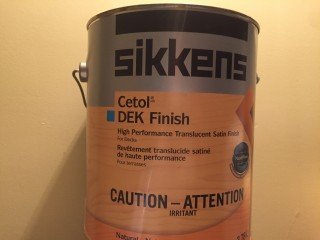 sikkens
Cetol®
DEK Finish
High Performance Translucent Satin Finish
For Decks
Revêtement translucide satiné
de haute performance
Pour terrasses
CAUTION – ATTENTION
IRRITANT
Natural